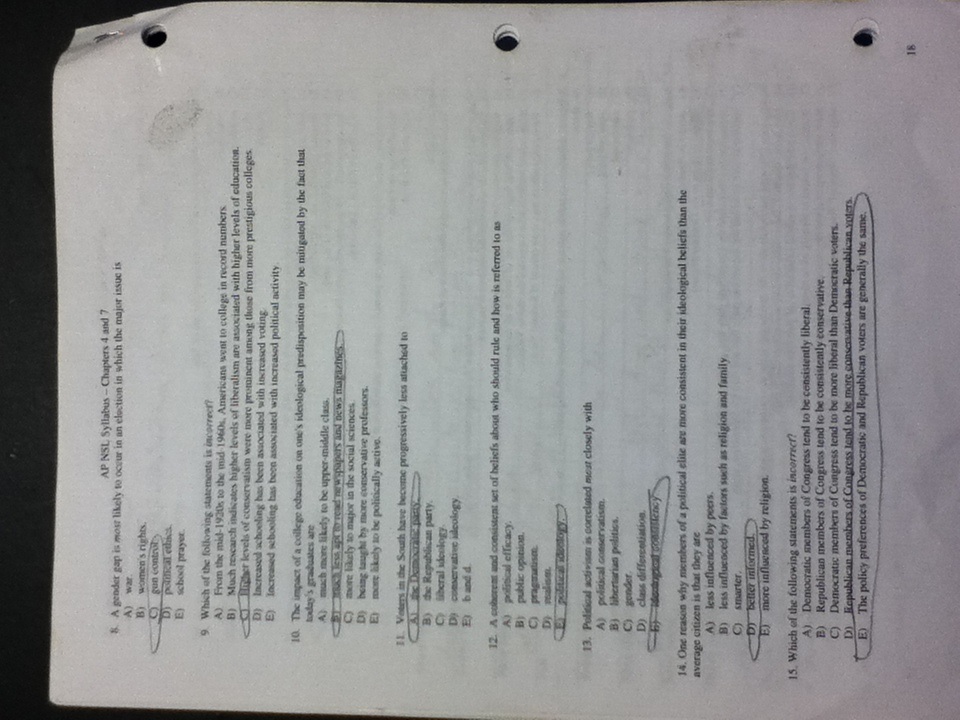 AP NSL Syllabus – Chapters 4 and 7
8. A gender gap is most likely to occur in an election in which the major issue is
A) war.
B) women's rights.
C) gun control.
D) political ethics.
E) school prayer.
9. Which of the following statements is incorrect?
A) From the mid-1920s to the mid-1960s, Americans went to college in record numbers.
B) Much research indicates higher levels of liberalism are associated with higher levels of education.
C) Higher levels of conservatism were more prominent among those from more prestigious colleges.
D) Increased schooling has been associated with increased voting.
E) Increased schooling has been associated with increased political activity.
10. The impact of a college education on one's ideological predisposition may be mitigated by the fact that
today's graduates are
A) much more likely to be upper-middle class.
B) much less apt to read newspapers and news magazines.
C) more likely to major in the social sciences.
D) being taught by more conservative professors.
E) more likely to be politically active.
11. Voters in the South have become progressively less attached to
A) the Democratic party.
B) the Republican party.
C) liberal ideology.
D) conservative ideology.
E) b and d.
12. A coherent and consistent set of beliefs about who should rule and how is referred to as
A) political efficacy.
B) public opinion.
C) pragmatism.
D) realism.
E) political ideology.
13. Political activism is correlated most closely with
A) political conservatism.
B) libertarian politics.
C) gender.
D) class differentiation.
E) ideological consistency
14. One reason why members of a political elite are more consistent in their ideological beliefs than the
average citizen is that they are
A) less influenced by peers.
B) less influenced by factors such as religion and family.
C) smarter.
D) better informed.
E) more influenced by religion.
15. Which of the following statements is incorrect?
A) Democratic members of Congress tend to be consistently liberal.
B) Republican members of Congress tend to be consistently conservative.
C) Democratic members of Congress tend to be more liberal than Democratic voters.
D) Republican members of Congress tend to be more conservative than Republican voters.
E) The policy preferences of Democratic and Republican voters are generally the same.
18